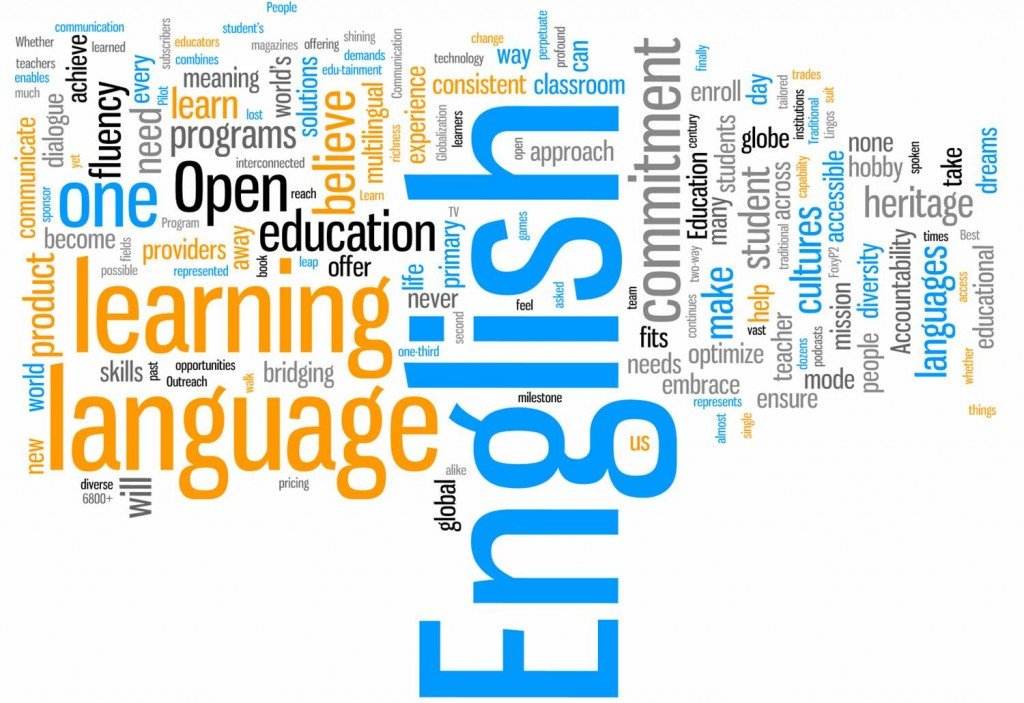 People
communication
student's
Whether
learned
achieve
subscribers
educators
magazines
offering
shining
Communication
change
perpetuate
profound
can
way
technology
teachers
enables
much
combines
every
Pilot
meaning
world's
solutions
demands
edu-tainment
consistent
classroom
experience
commitment
finally
enroll
day
tailored
trades
suit
institutions
Traditional
Lingos
communicate
dialogue
yet
fluency
need
learn
lost
programs
believe
multilingual
richness
Globalization
learners
open
approach
English
century
Education
many
students
globe
student
across
traditional
capability
accessible
none
hobby
spoken
take
dreams
sponsor
one
Open
interconnected
reach
Learn
Program
become
fields
possible
providers
represented
away
book
education
leap
offer
life
primary
TV
games
never
second
feel
asked
team
two-way
continues
make
help
vast
cultures
FoxyP2
heritage
times
Best
diversity
mission
Accountability
languages
access
educational
product
learning
one-third
fits
needs
optimize
embrace
teacher
dozens
podcasts
people
mode
ensure
represents
almost
single
whether
things
world
skills
past
opportunities
Outreach
walk
bridging
milestone
us
new
language
diverse
6800+
will
pricing
alike
global